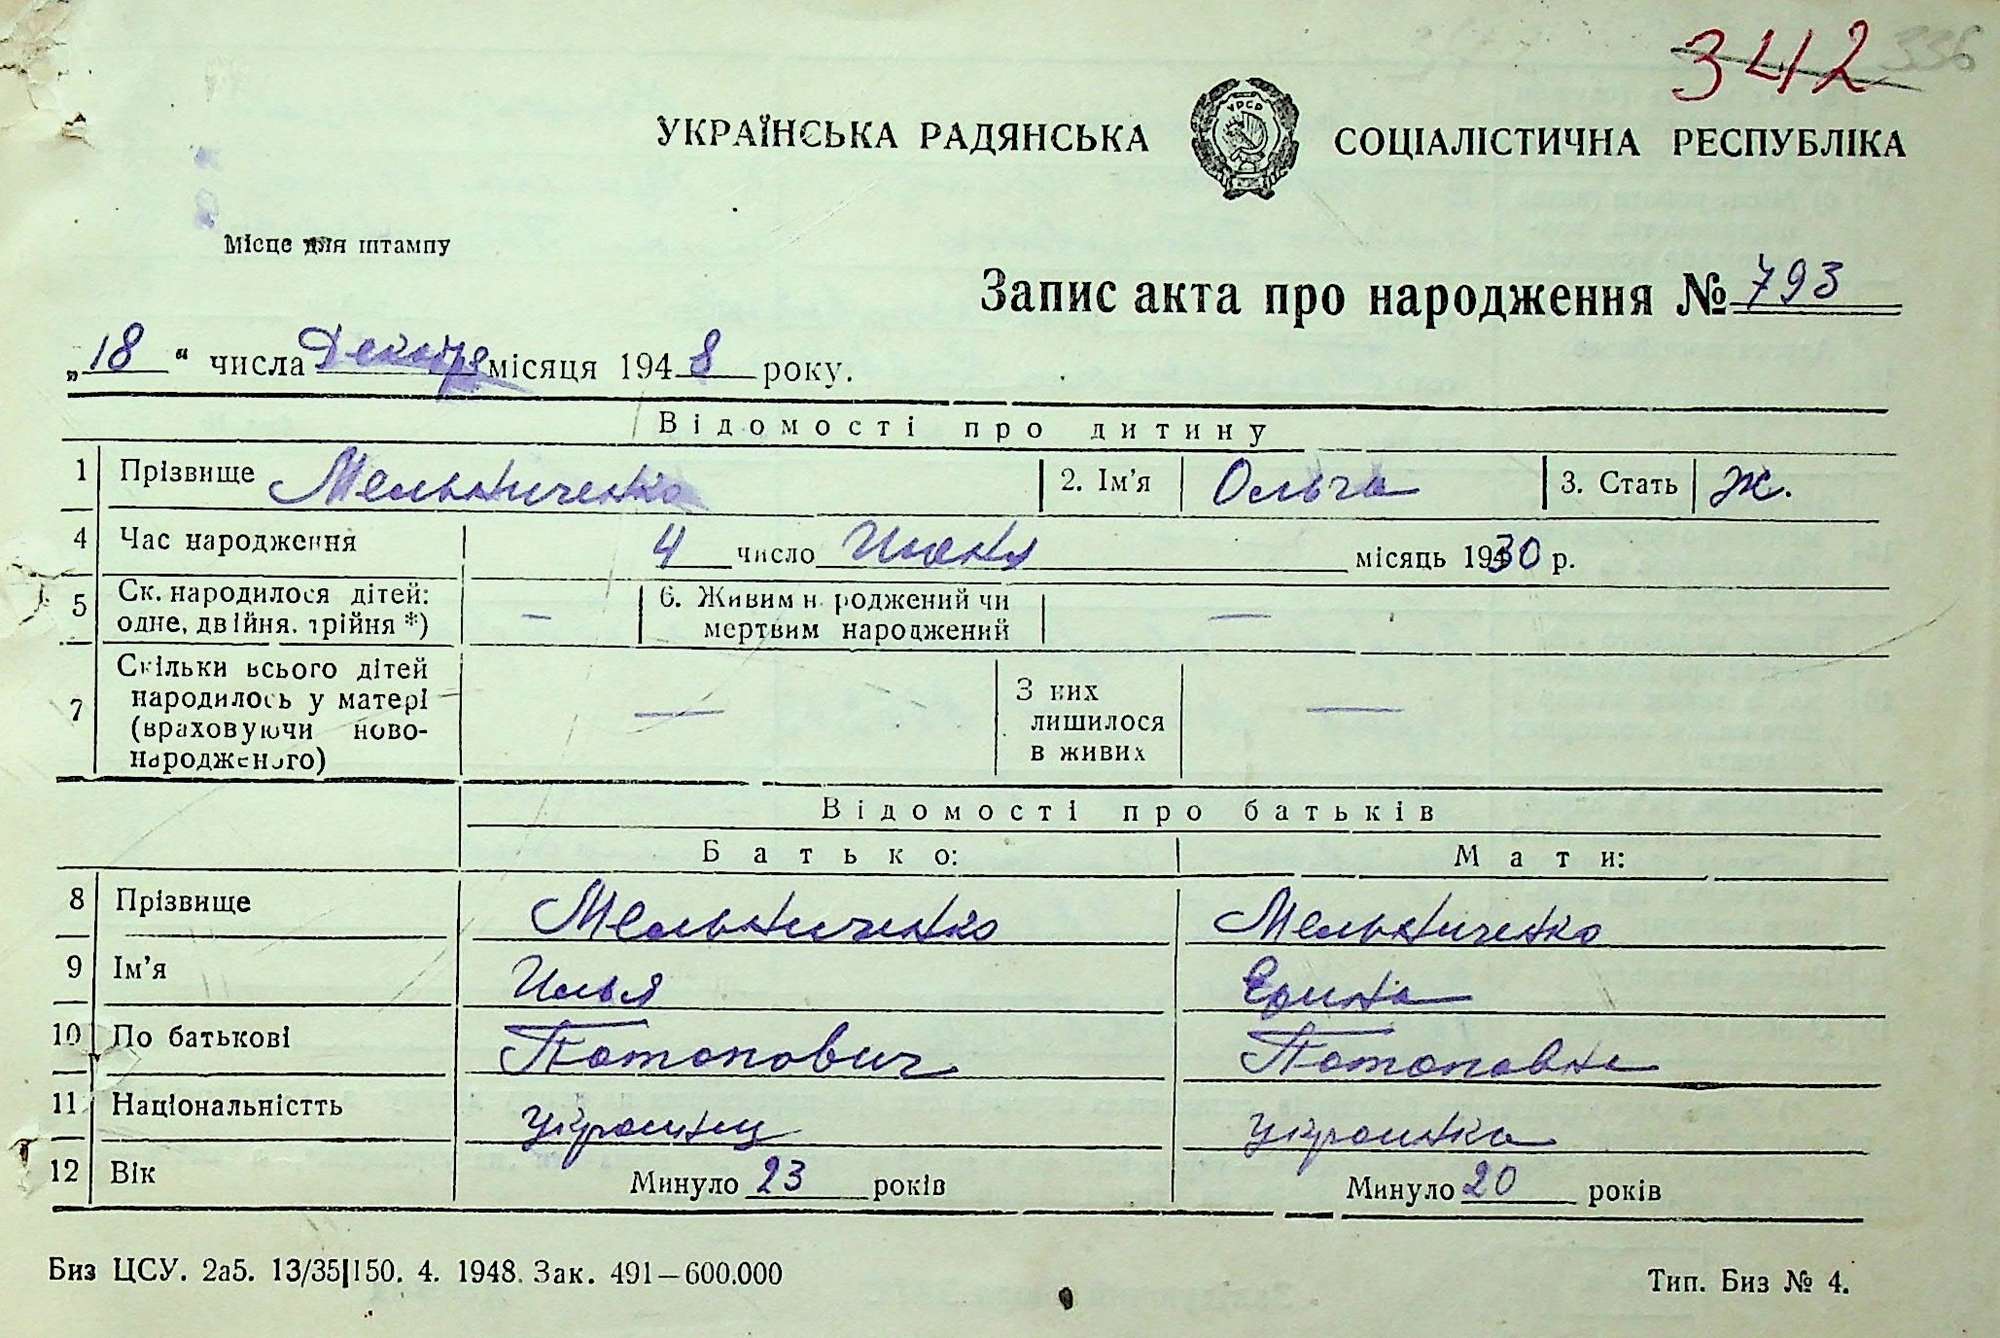 342 336
УКРАЇНСЬКА РАДЯНСЬКА СОЦІАЛІСТИЧНА РЕСПУБЛІКА
УРСР
Місце для штампу
Запис акта про народження № 793
„18“ числа Декабря місяця 1948 року.
Відомості про дитину
1 Прізвище Мельниченко 2. Ім'я Ольга 3. Стать Ж.
4 Час народження 4 число Июня місяць 1930 р.
5 Ск. народилося дітей: одне, двійня, трійня *) — 6. Живим народжений чи мертвим народжений —
7 Скільки всього дітей народилось у матері (враховуючи новонародженого) — З них лишилося в живих —
Відомості про батьків
Батько: Мати:
8 Прізвище Мельниченко Мельниченко
9 Ім'я Илья Ерина
10 По батькові Потопович Потоповна
11 Національністть украинец украинка
12 Вік Минуло 23 років Минуло 20 років
Биз ЦСУ. 2а5. 13/35|150. 4. 1948. Зак. 491—600.000 Тип. Биз № 4.